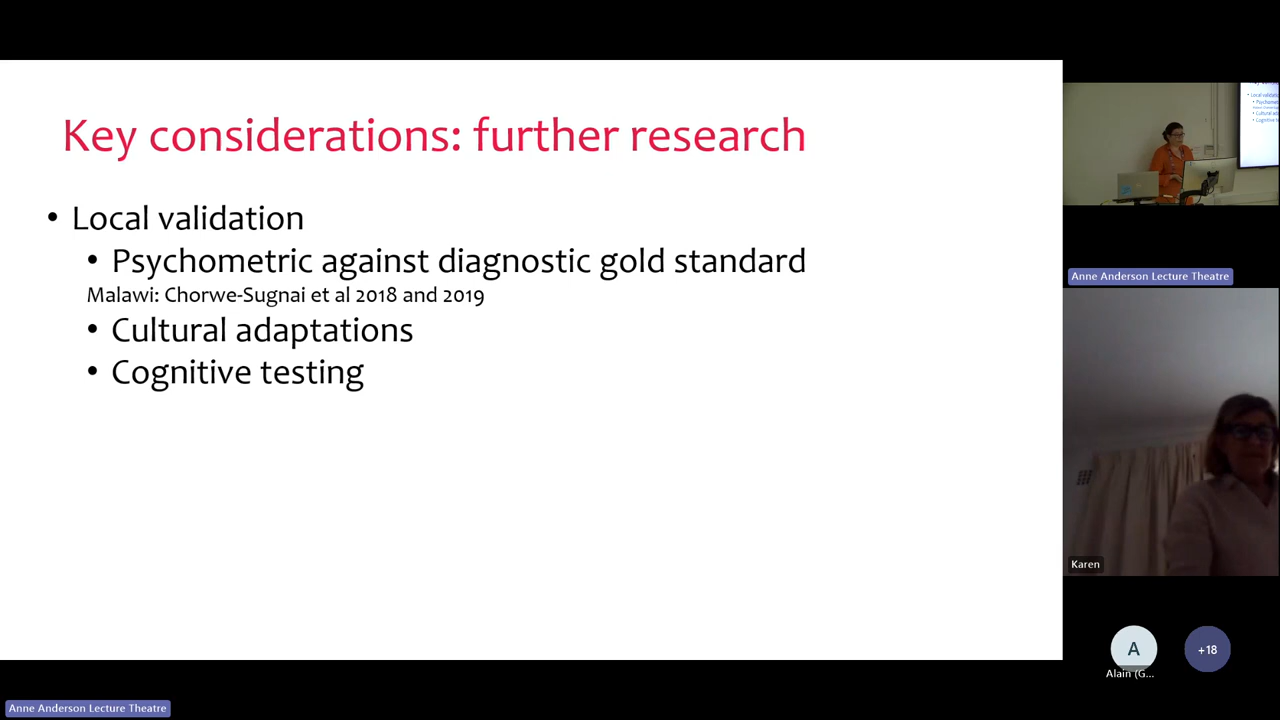 Key considerations: further research
• Local validation
• Psychometric against diagnostic gold standard
Malawi: Chorwe-Sugnai et al 2018 and 2019
• Cultural adaptations
• Cognitive testing
Anne Anderson Lecture Theatre
Karen
A
+18
Alain (G...
Anne Anderson Lecture Theatre